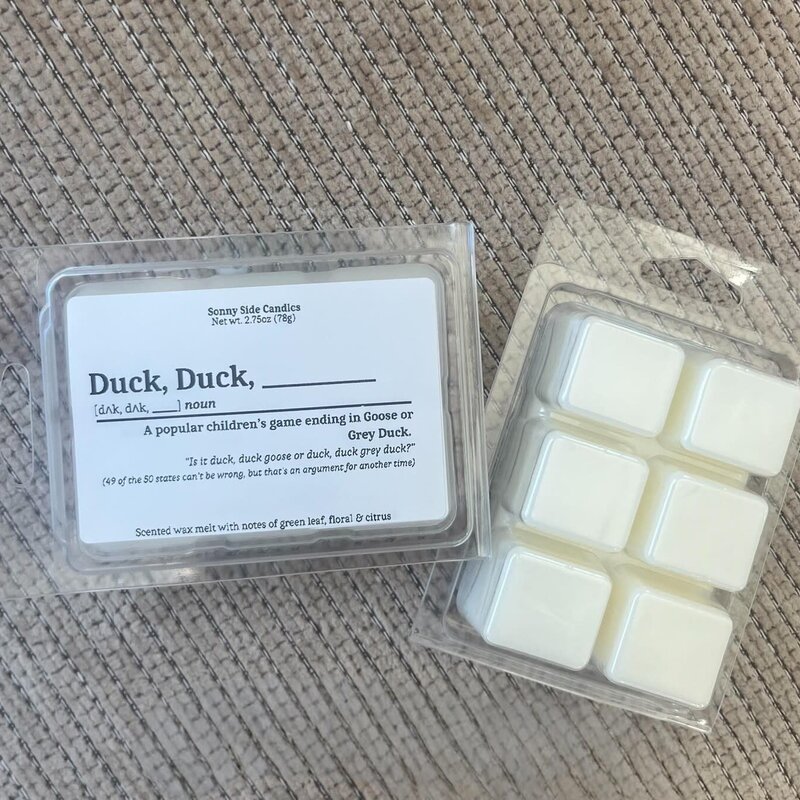 Sonny Side Candles
Net wt. 2.75oz (78g)
Duck, Duck, ________
[dʌk, dʌk, ___] noun
A popular children's game ending in Goose or
Grey Duck.
"Is it duck, duck goose or duck, duck grey duck?"
(49 of the 50 states can't be wrong, but that's an argument for another time)
Scented wax melt with notes of green leaf, floral & citrus